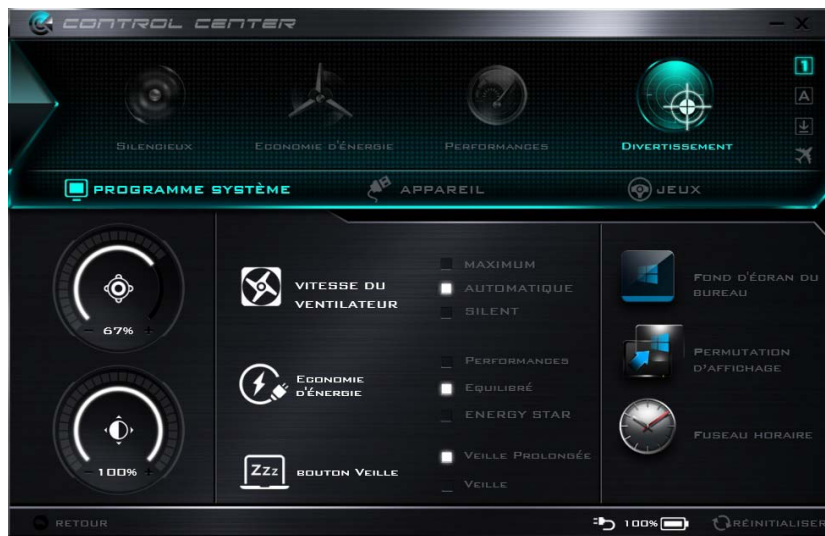 CONTROL CENTER
1
A
SILENCIEUX
ECONOMIE D'ÉNERGIE
PERFORMANCES
DIVERTISSEMENT
PROGRAMME SYSTÈME
APPAREIL
JEUX
67%
100%
VITESSE DU
VENTILATEUR
MAXIMUM
AUTOMATIQUE
SILENT
ECONOMIE
D'ÉNERGIE
PERFORMANCES
EQUILIBRÉ
ENERGY STAR
ZZZ
BOUTON VEILLE
VEILLE PROLONGÉE
VEILLE
FOND D'ÉCRAN DU
BUREAU
PERMUTATION
D'AFFICHAGE
FUSEAU HORAIRE
RETOUR
100%
RÉINITIALISER